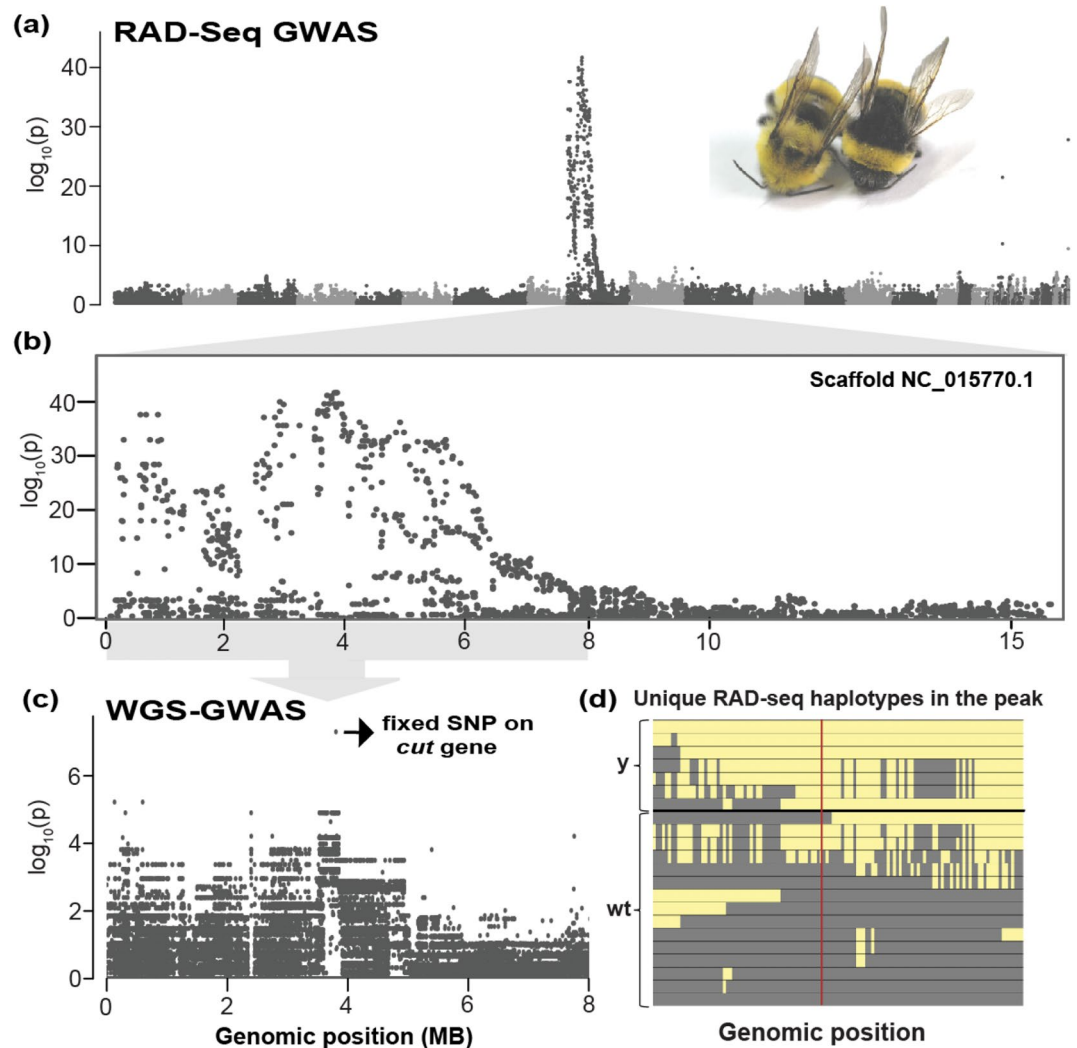 (a) RAD-Seq GWAS
40
30
20
10
0
log10(p)
(b)
Scaffold NC_015770.1
40
30
20
10
0
log10(p)
0 2 4 6 8 10 15
(c) WGS-GWAS
fixed SNP on
cut gene
6
4
2
0
log10(p)
0 2 4 6 8
Genomic position (MB)
(d) Unique RAD-seq haplotypes in the peak
y
wt
Genomic position